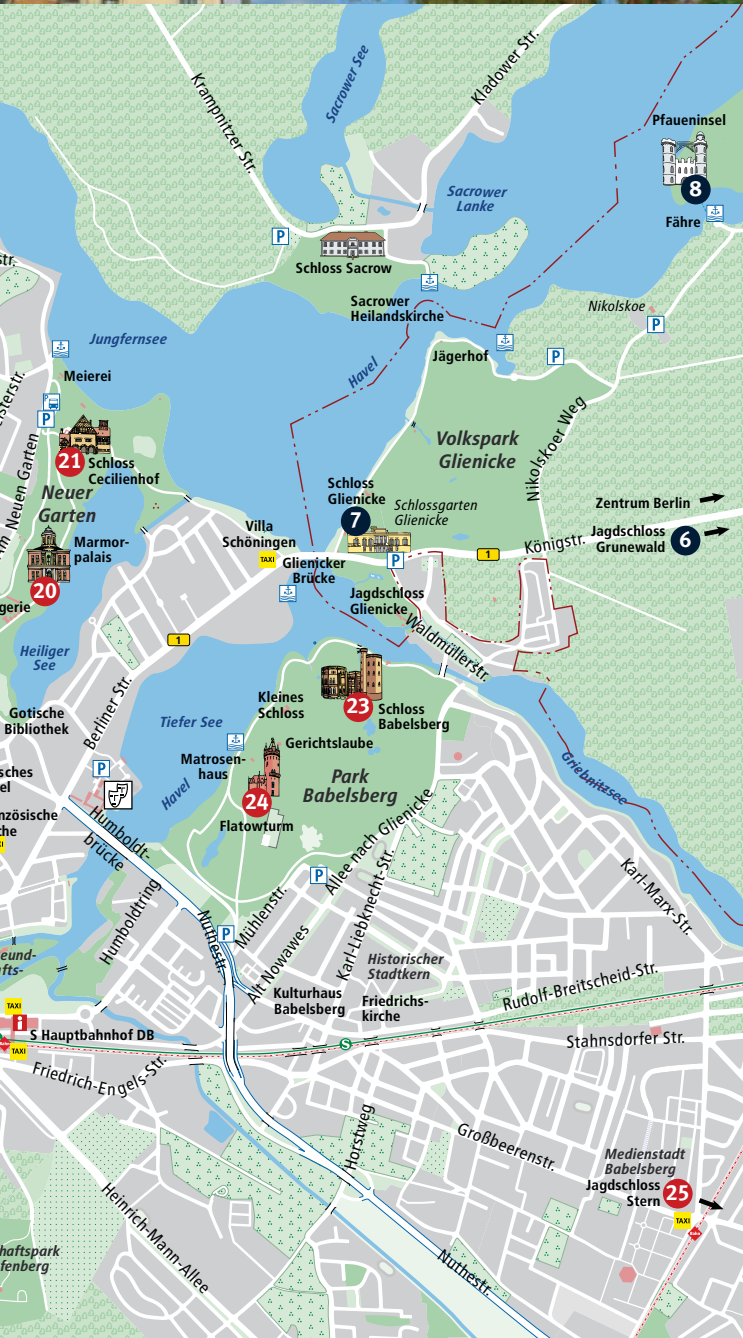 Krampnitzer Str.
Sacrower See
Kladower Str.
Pfaueninsel
8
Fähre
Sacrower
Lanke
P
Schloss Sacrow
Sacrower
Heilandskirche
Nikolskoe
P
Jungfernsee
Havel
Jägerhof
P
Meierei
P
P
21
Schloss
Cecilienhof
Neuer
Garten
Am Neuen Garten
Volkspark
Glienicke
Nikolskoer Weg
Schloss
Glienicke
7
Schlossgarten
Glienicke
Zentrum Berlin
Jagdschloss
Grunewald
6
Königstr.
1
P
Villa
Schöningen
TAXI
Glienicker
Brücke
Marmor-
palais
20
gerie
Jagdschloss
Glienicke
Waldmüllerstr.
Heiliger
See
1
Berliner Str.
Gotische
Bibliothek
Tiefer See
Kleines
Schloss
23
Schloss
Babelsberg
Gerichtslaube
Matrosen-
haus
Havel
24
Flatowturm
Park
Babelsberg
Griebnitzsee
P
Humboldt-
brücke
Allee nach Glienicke
P
Karl-Liebknecht-Str.
Karl-Marx-Str.
Humboldtring
Nuthestr.
P
Mühlenstr.
Alt Nowawes
Historischer
Stadtkern
Kulturhaus
Babelsberg
Friedrichs-
kirche
Rudolf-Breitscheid-Str.
Stahnsdorfer Str.
TAXI
i
S Hauptbahnhof DB
TAXI
S
Friedrich-Engels-Str.
Horstweg
Großbeerenstr.
Medienstadt
Babelsberg
Jagdschloss
Stern
25
TAXI
Heinrich-Mann-Allee
Nuthestr.